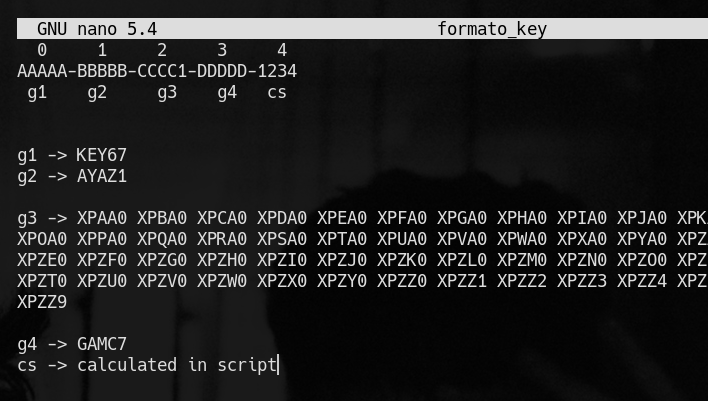 GNU nano 5.4 formato_key
0 1 2 3 4
AAAAA-BBBBB-CCCC1-DDDDD-1234
g1 g2 g3 g4 cs
g1 -> KEY67
g2 -> AYAZ1
g3 -> XPAA0 XPBA0 XPCA0 XPDA0 XPEA0 XPFA0 XPGA0 XPHA0 XPIA0 XPJA0 XPK
XPOA0 XPPA0 XPQA0 XPRA0 XPSA0 XPTA0 XPUA0 XPVA0 XPWA0 XPXA0 XPYA0 XPZ
XPZE0 XPZF0 XPZG0 XPZH0 XPZI0 XPZJ0 XPZK0 XPZL0 XPZM0 XPZN0 XPZO0 XPZ
XPZT0 XPZU0 XPZV0 XPZW0 XPZX0 XPZY0 XPZZ0 XPZZ1 XPZZ2 XPZZ3 XPZZ4 XPZ
XPZZ9
g4 -> GAMC7
cs -> calculated in script